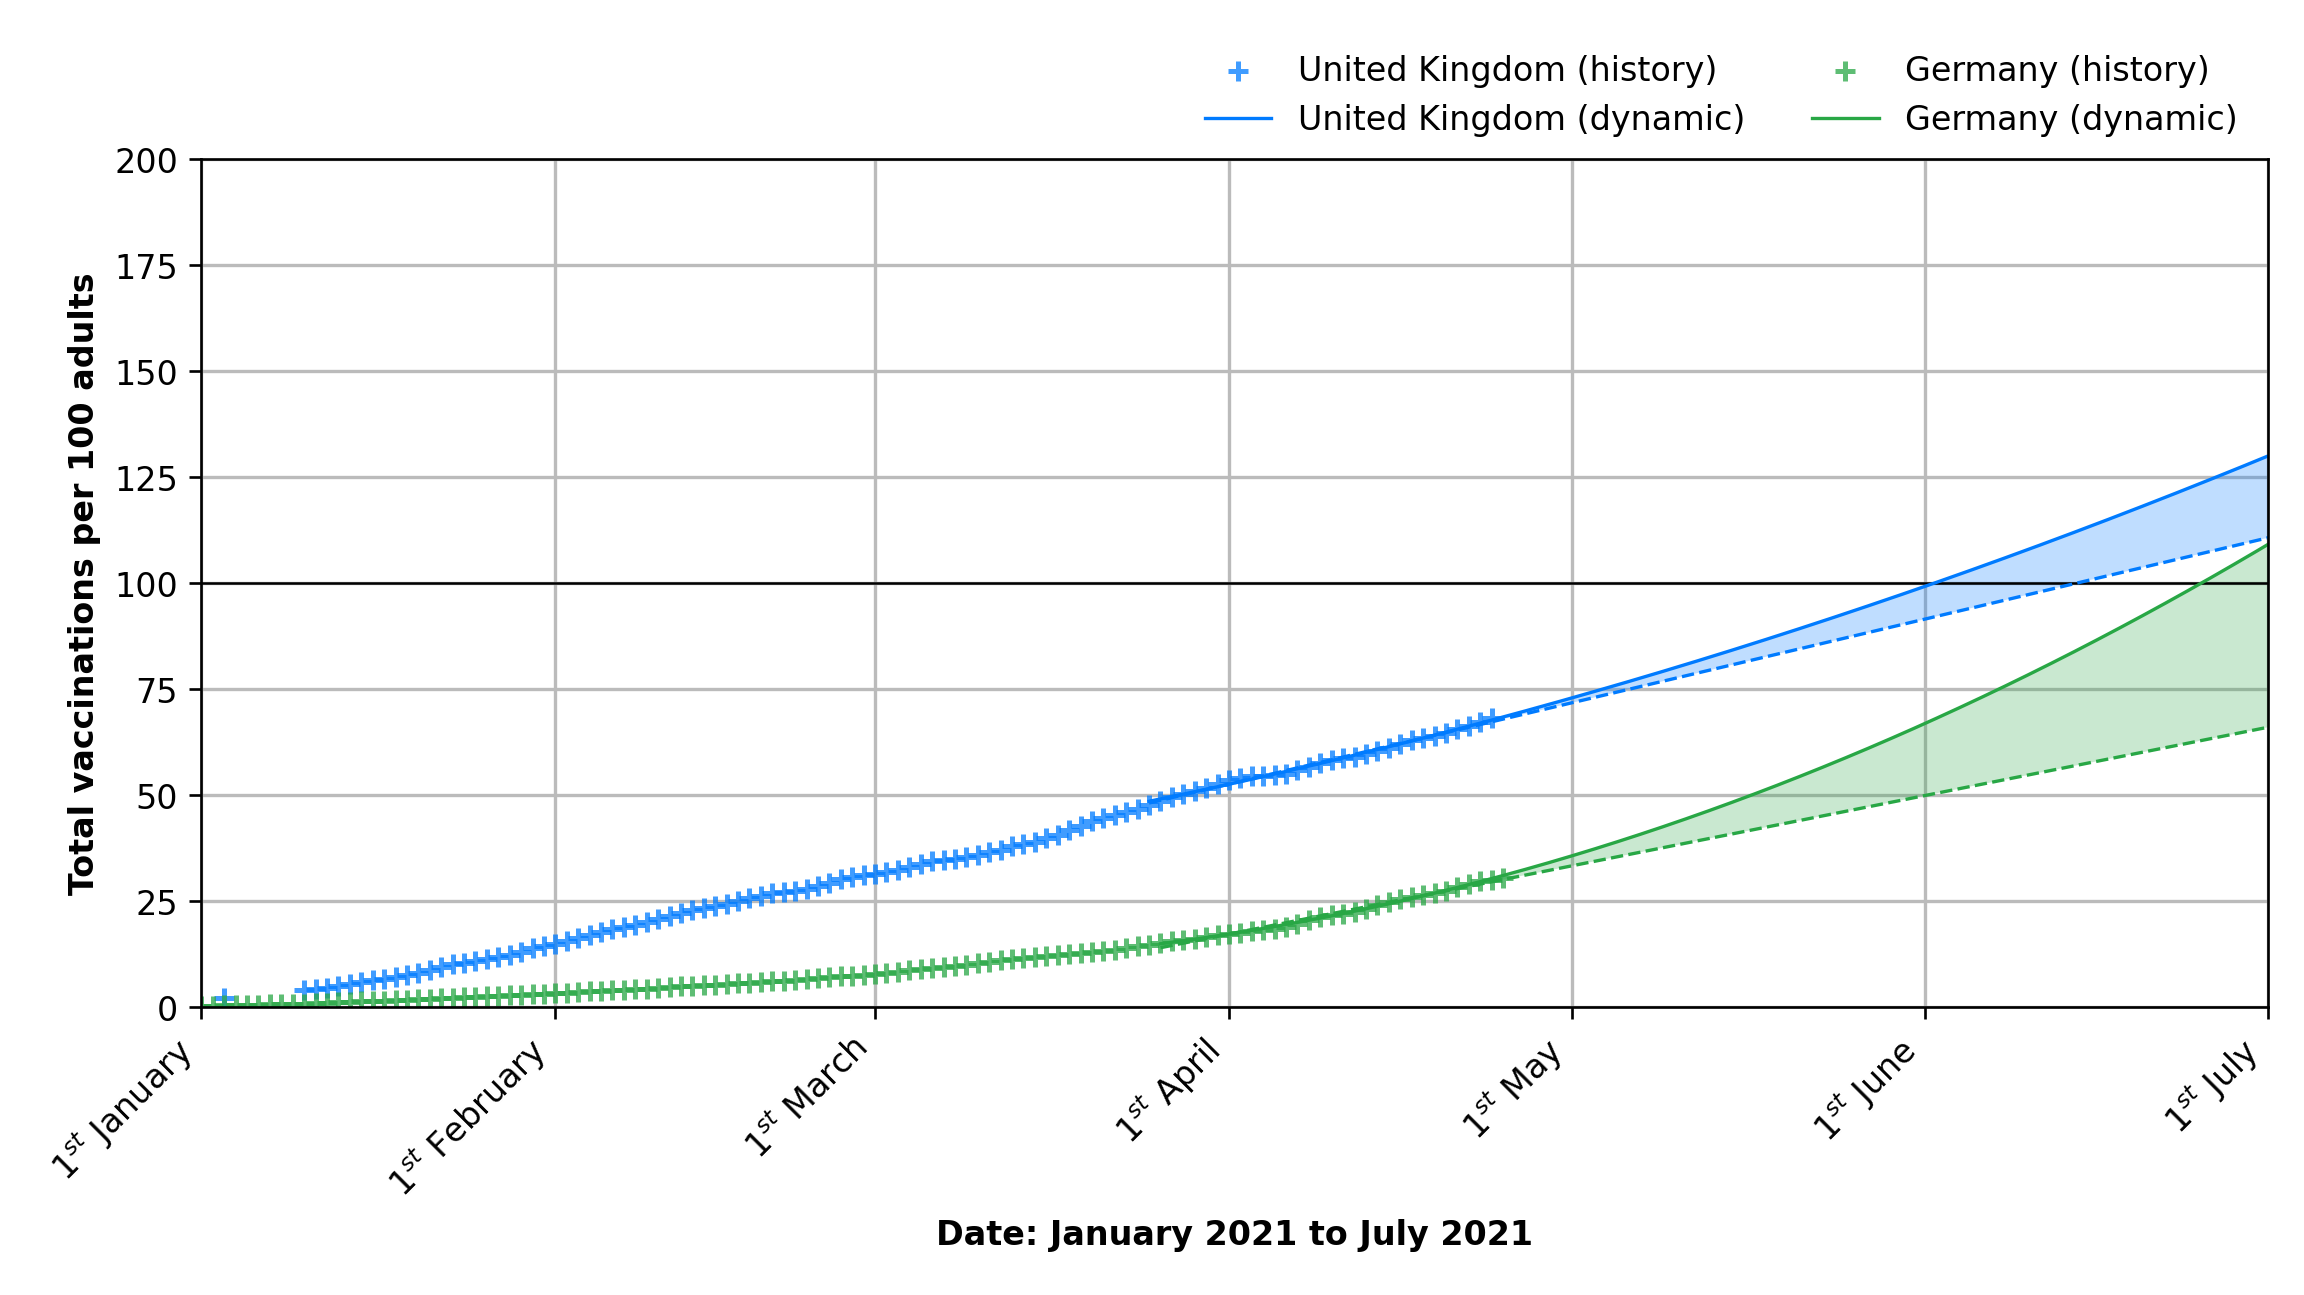 United Kingdom (history)
United Kingdom (dynamic)
Germany (history)
Germany (dynamic)
Total vaccinations per 100 adults
200
175
150
125
100
75
50
25
0
1st January
1st February
1st March
1st April
1st May
1st June
1st July
Date: January 2021 to July 2021